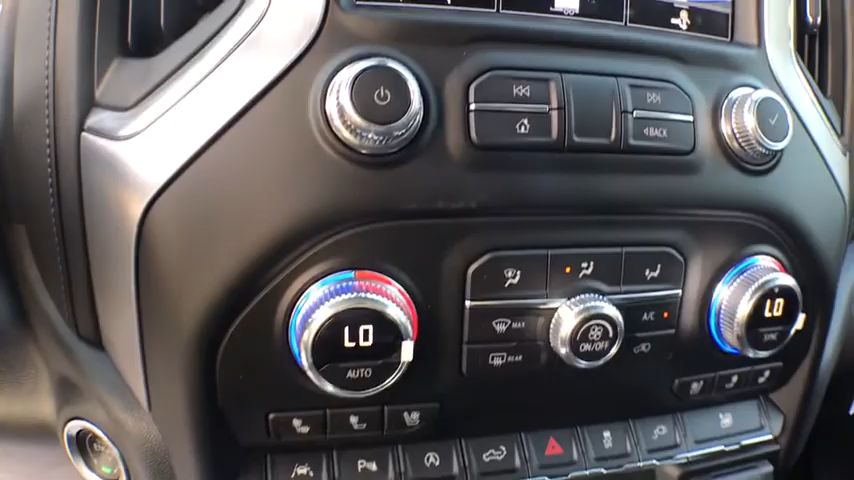 BACK
MAX
A/C
LO
LO
ON/OFF
SYNC
REAR
AUTO